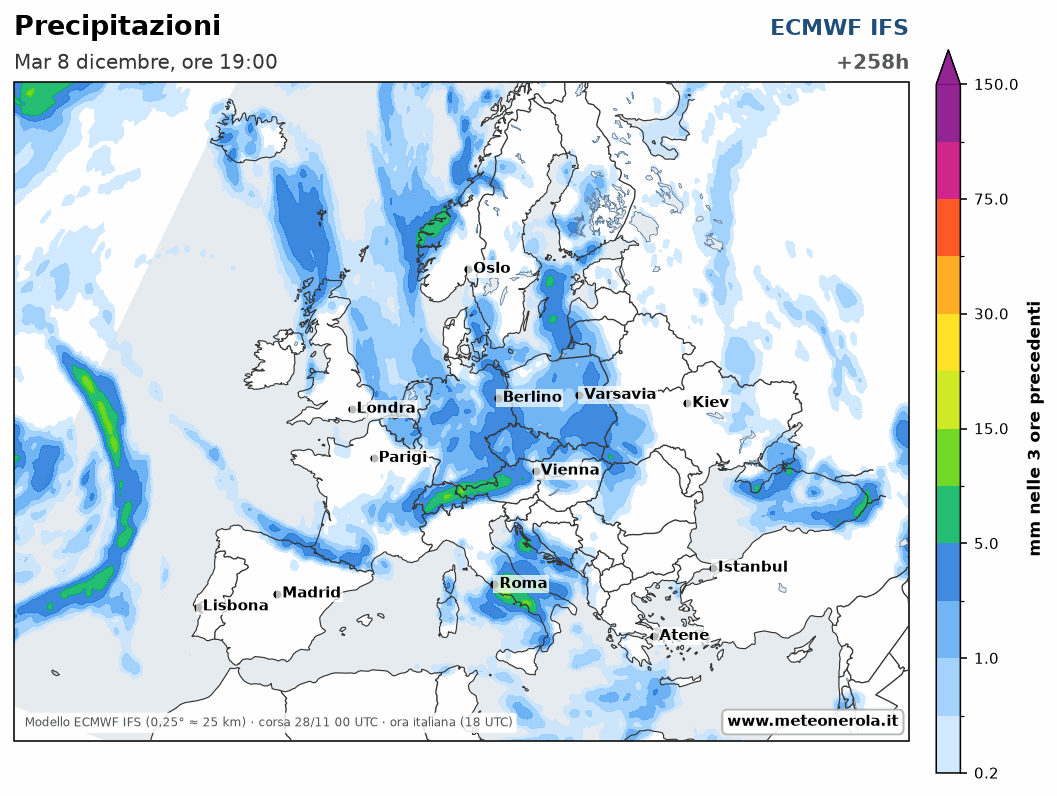 Precipitazioni
ECMWF IFS
Mar 8 dicembre, ore 19:00
+258h
150.0
75.0
30.0
15.0
5.0
1.0
0.2
mm nelle 3 ore precedenti
Oslo
Berlino
Varsavia
Londra
Kiev
Parigi
Vienna
Istanbul
Roma
Madrid
Lisbona
Atene
Modello ECMWF IFS (0,25° ≈ 25 km) · corsa 28/11 00 UTC · ora italiana (18 UTC)
www.meteonerola.it